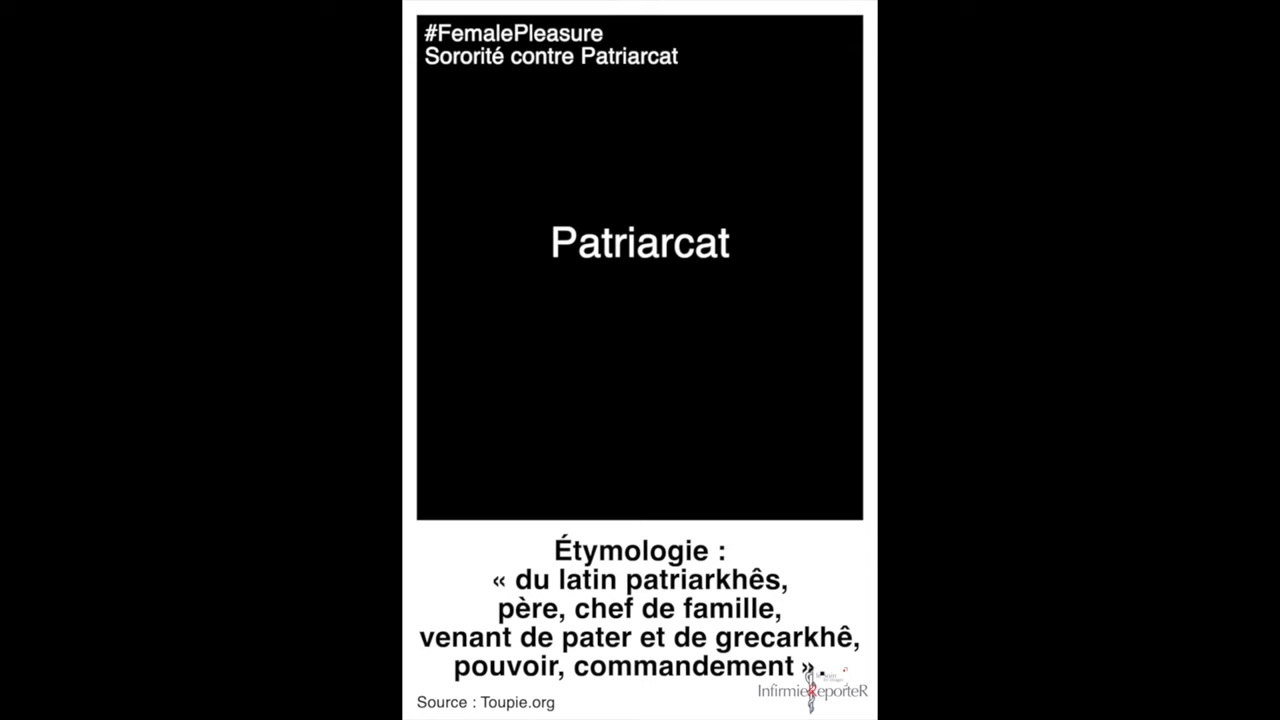 #FemalePleasure
Sororité contre Patriarcat
Patriarcat
Étymologie :
« du latin patriarkhês,
père, chef de famille,
venant de pater et de grecarkhê,
pouvoir, commandement ».
Source : Toupie.org
InfirmieReporteR